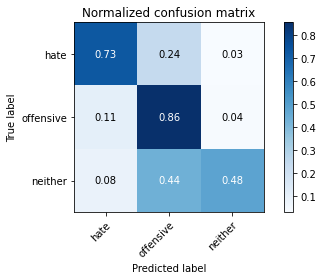 Normalized confusion matrix
True label
hate 0.73 0.24 0.03
offensive 0.11 0.86 0.04
neither 0.08 0.44 0.48
hate offensive neither
Predicted label
0.8
0.7
0.6
0.5
0.4
0.3
0.2
0.1